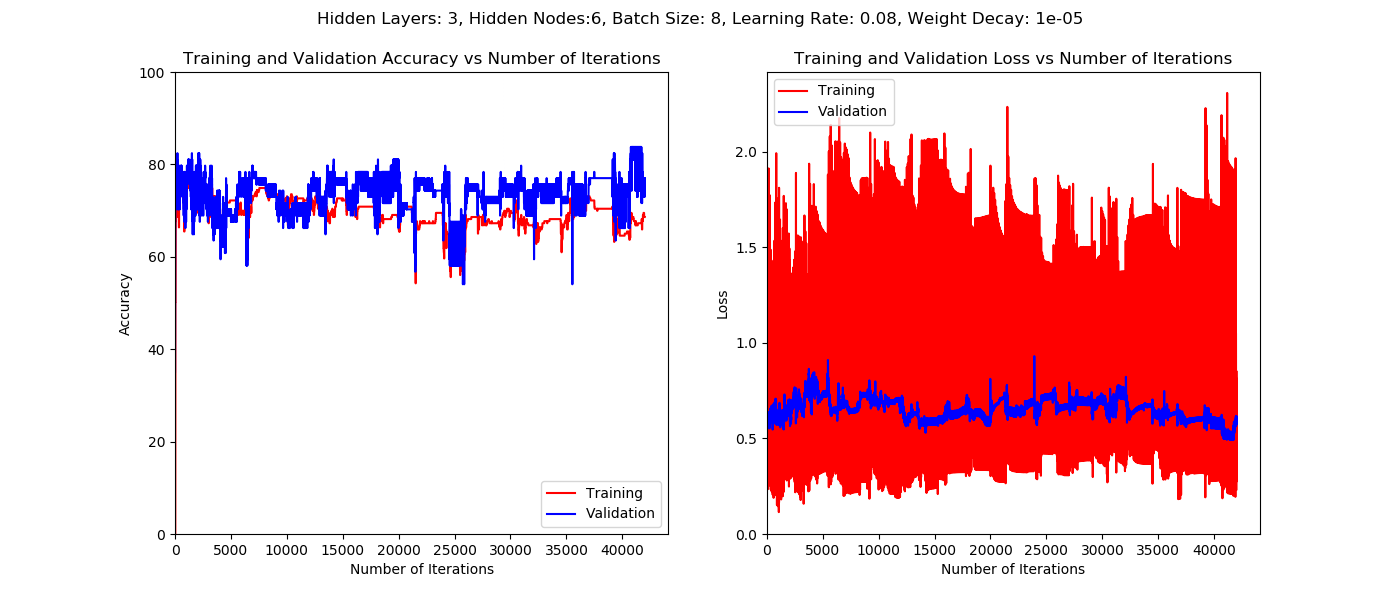 Hidden Layers: 3, Hidden Nodes:6, Batch Size: 8, Learning Rate: 0.08, Weight Decay: 1e-05
Training and Validation Accuracy vs Number of Iterations
100
80
60
40
20
0
Accuracy
Training
Validation
0 5000 10000 15000 20000 25000 30000 35000 40000
Number of Iterations
Training and Validation Loss vs Number of Iterations
Training
Validation
2.0
1.5
1.0
0.5
0.0
Loss
0 5000 10000 15000 20000 25000 30000 35000 40000
Number of Iterations